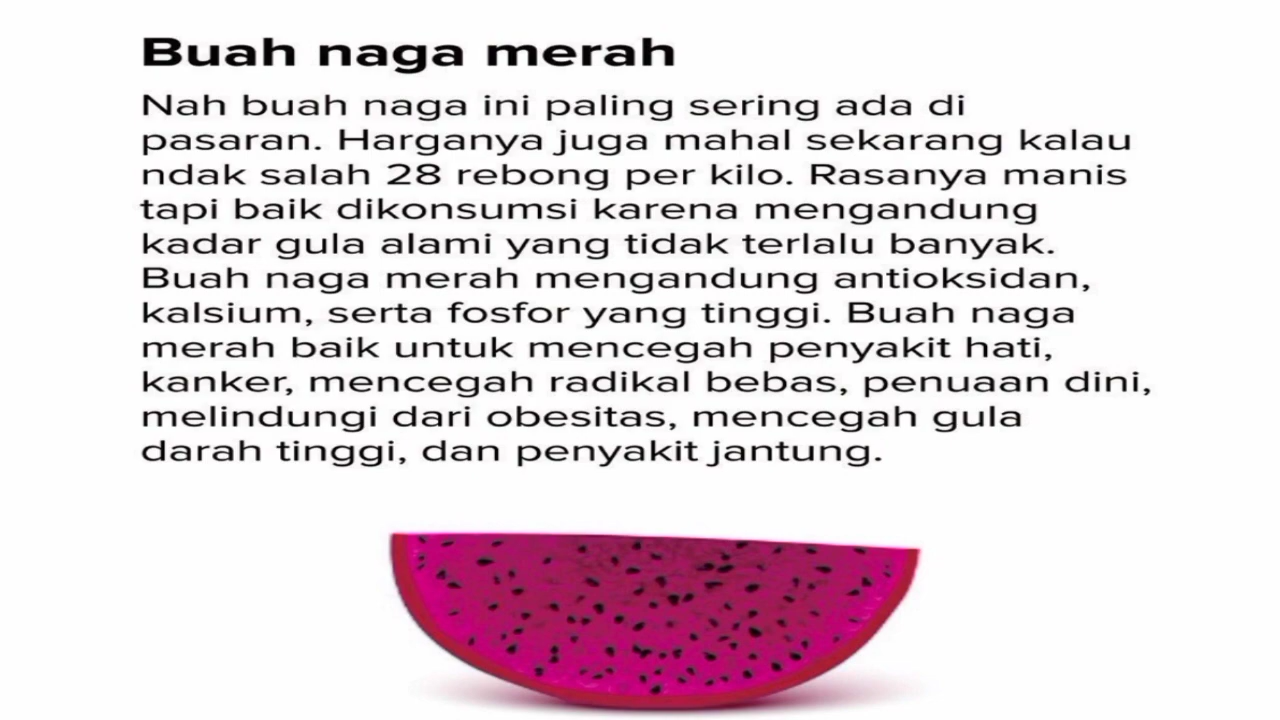 Buah naga merah
Nah buah naga ini paling sering ada di
pasaran. Harganya juga mahal sekarang kalau
ndak salah 28 rebong per kilo. Rasanya manis
tapi baik dikonsumsi karena mengandung
kadar gula alami yang tidak terlalu banyak.
Buah naga merah mengandung antioksidan,
kalsium, serta fosfor yang tinggi. Buah naga
merah baik untuk mencegah penyakit hati,
kanker, mencegah radikal bebas, penuaan dini,
melindungi dari obesitas, mencegah gula
darah tinggi, dan penyakit jantung.